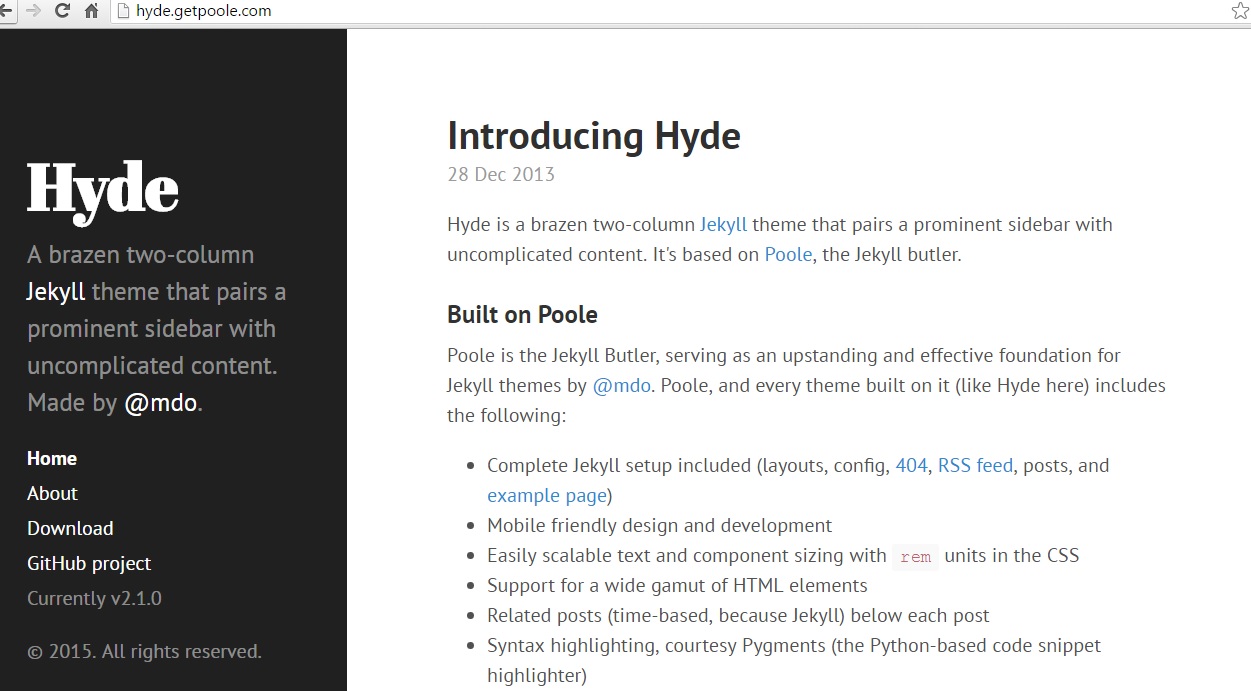 hyde.getpoole.com
Hyde
A brazen two-column
Jekyll theme that pairs a
prominent sidebar with
uncomplicated content.
Made by @mdo.
Home
About
Download
GitHub project
Currently v2.1.0
© 2015. All rights reserved.
Introducing Hyde
28 Dec 2013
Hyde is a brazen two-column Jekyll theme that pairs a prominent sidebar with
uncomplicated content. It's based on Poole, the Jekyll butler.
Built on Poole
Poole is the Jekyll Butler, serving as an upstanding and effective foundation for
Jekyll themes by @mdo. Poole, and every theme built on it (like Hyde here) includes
the following:
• Complete Jekyll setup included (layouts, config, 404, RSS feed, posts, and
example page)
• Mobile friendly design and development
• Easily scalable text and component sizing with rem units in the CSS
• Support for a wide gamut of HTML elements
• Related posts (time-based, because Jekyll) below each post
• Syntax highlighting, courtesy Pygments (the Python-based code snippet
highlighter)